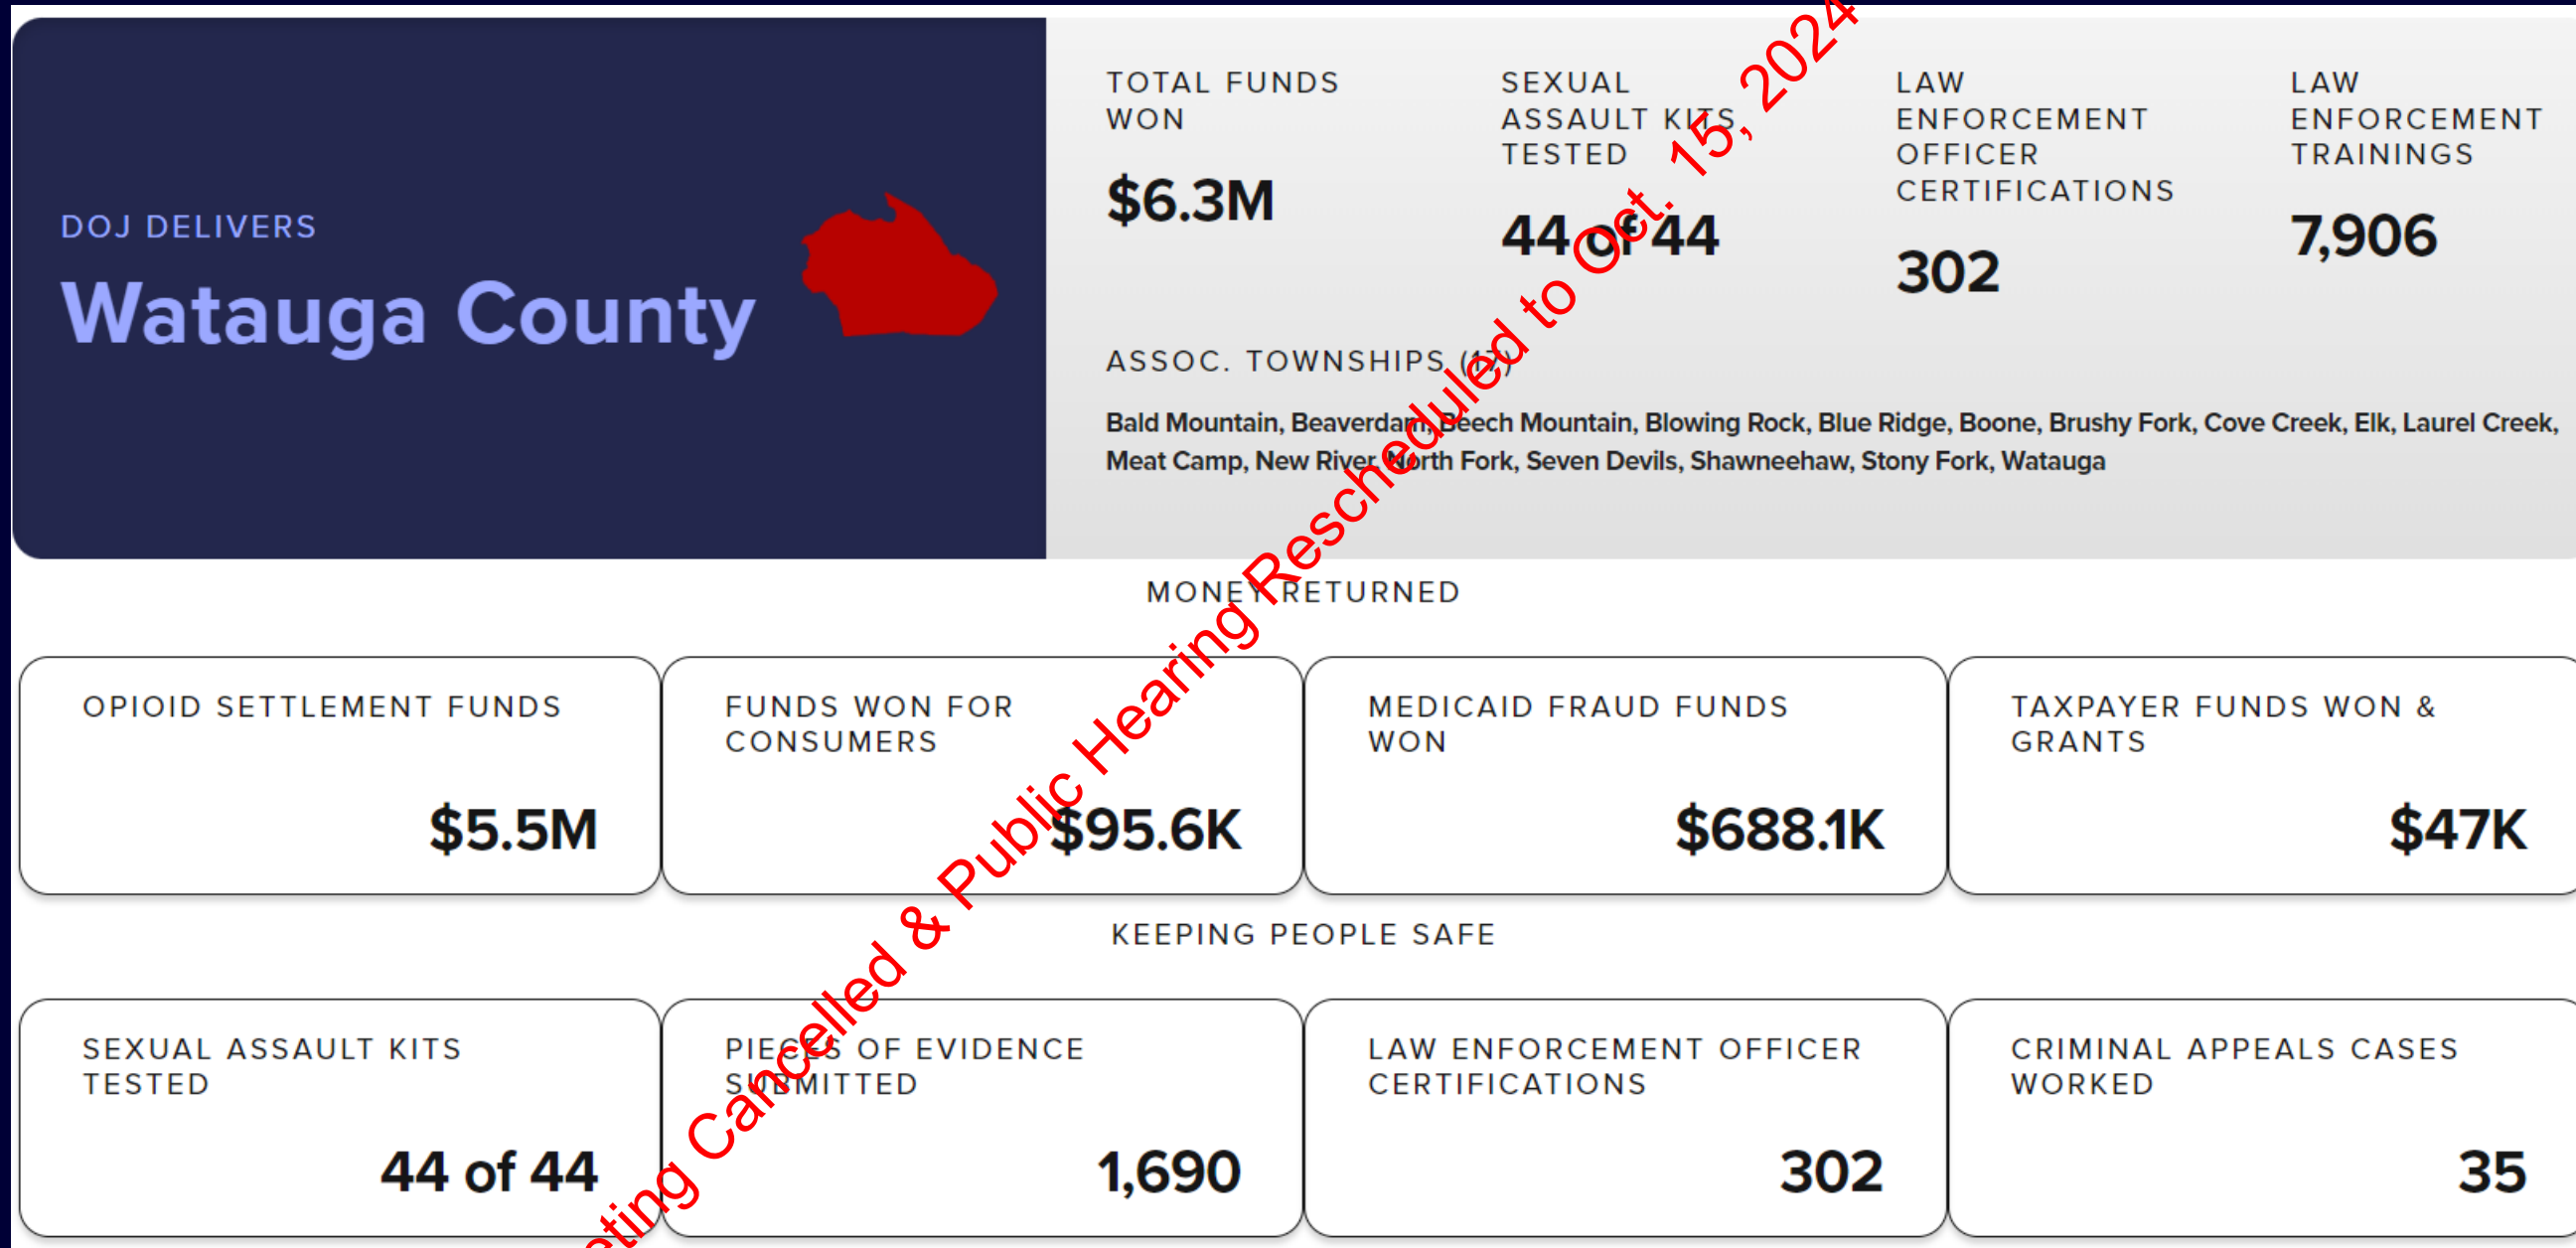 DOJ DELIVERS
Watauga County
TOTAL FUNDS
WON
$6.3M
SEXUAL
ASSAULT KITS
TESTED
44 of 44
LAW
ENFORCEMENT
OFFICER
CERTIFICATIONS
302
LAW
ENFORCEMENT
TRAININGS
7,906
ASSOC. TOWNSHIPS (17)
Bald Mountain, Beaverdam, Beech Mountain, Blowing Rock, Blue Ridge, Boone, Brushy Fork, Cove Creek, Elk, Laurel Creek,
Meat Camp, New River, North Fork, Seven Devils, Shawneehaw, Stony Fork, Watauga
MONEY RETURNED
OPIOID SETTLEMENT FUNDS
$5.5M
FUNDS WON FOR
CONSUMERS
$95.6K
MEDICAID FRAUD FUNDS
WON
$688.1K
TAXPAYER FUNDS WON &
GRANTS
$47K
KEEPING PEOPLE SAFE
SEXUAL ASSAULT KITS
TESTED
44 of 44
PIECES OF EVIDENCE
SUBMITTED
1,690
LAW ENFORCEMENT OFFICER
CERTIFICATIONS
302
CRIMINAL APPEALS CASES
WORKED
35
eting Cancelled & Public Hearing Rescheduled to Oct. 15, 2024